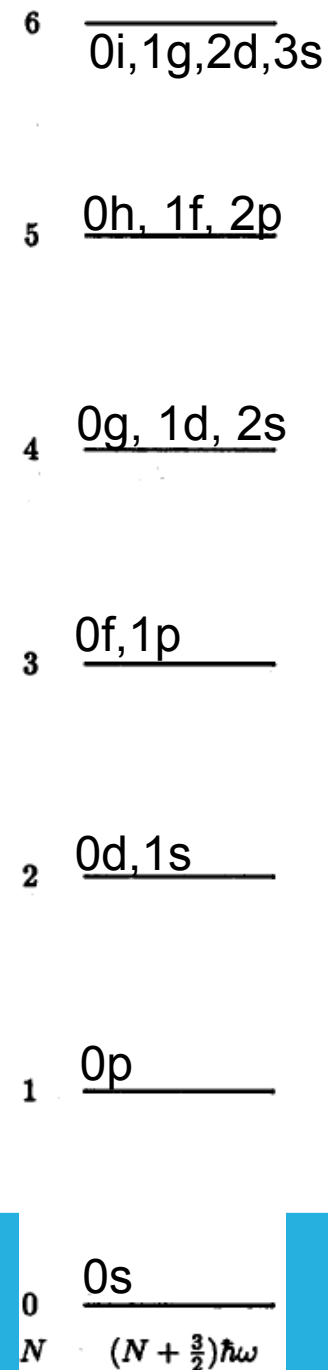 6
0i,1g,2d,3s
0h, 1f, 2p
5
0g, 1d, 2s
4
0f,1p
3
0d,1s
2
0p
1
0s
0
N (N + 3/2)ℏω